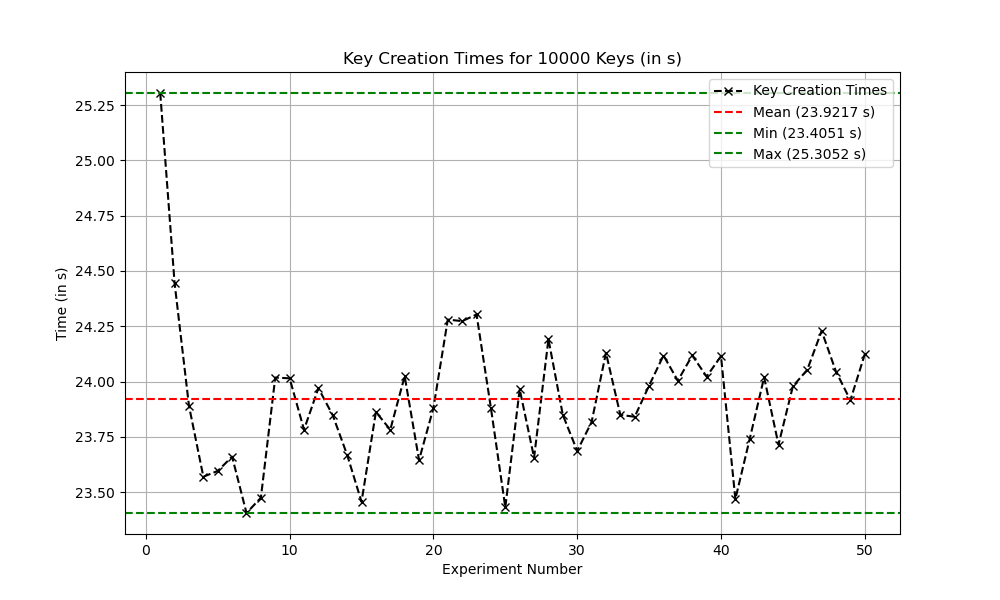 Key Creation Times for 10000 Keys (in s)
Key Creation Times
Mean (23.9217 s)
Min (23.4051 s)
Max (25.3052 s)
Time (in s)
25.25
25.00
24.75
24.50
24.25
24.00
23.75
23.50
0 10 20 30 40 50
Experiment Number